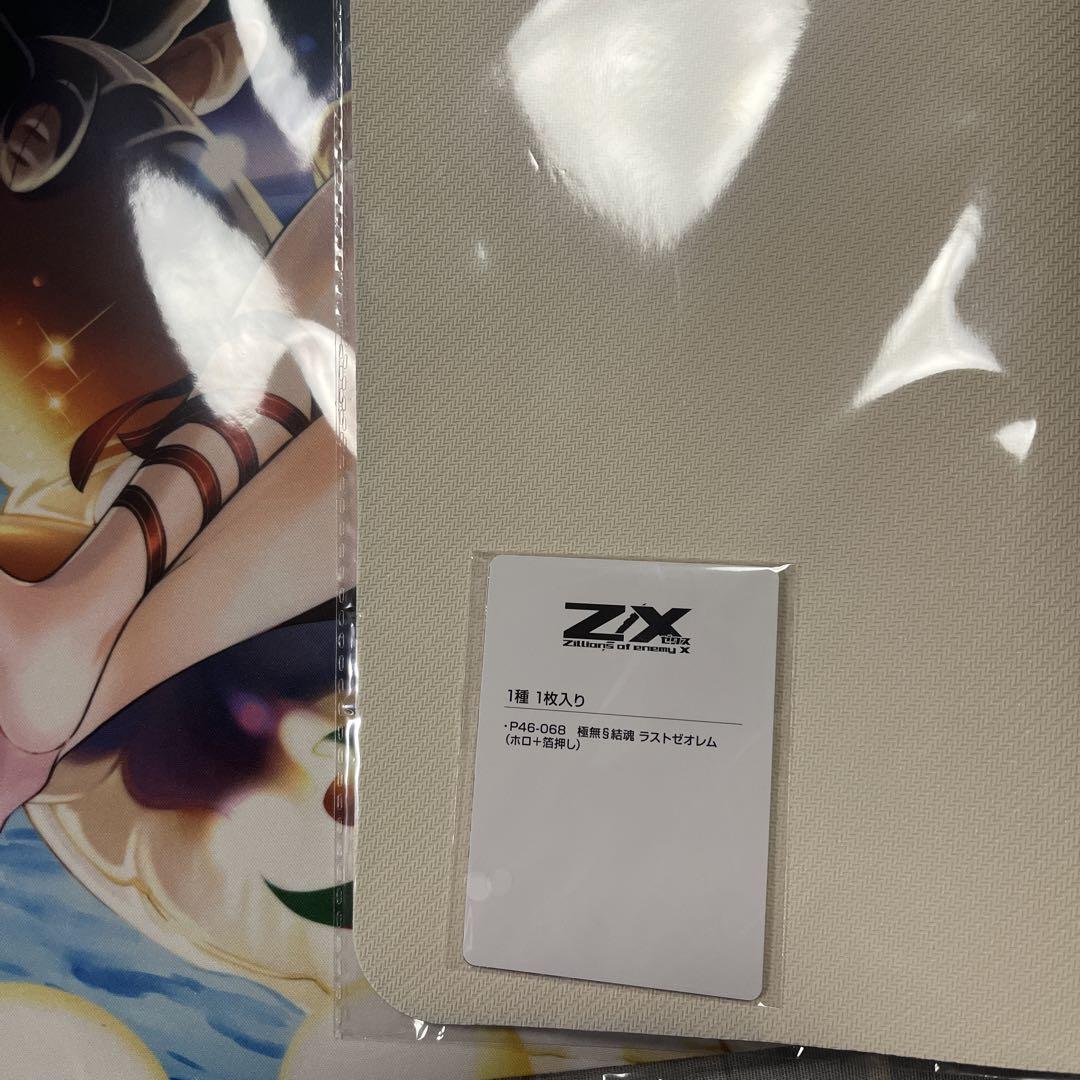 Z/X
ゼクス
Zillions of enemy X
1種 1枚入り
・P46-068 極無§結魂 ラストゼオレム
(ホロ+箔押し)